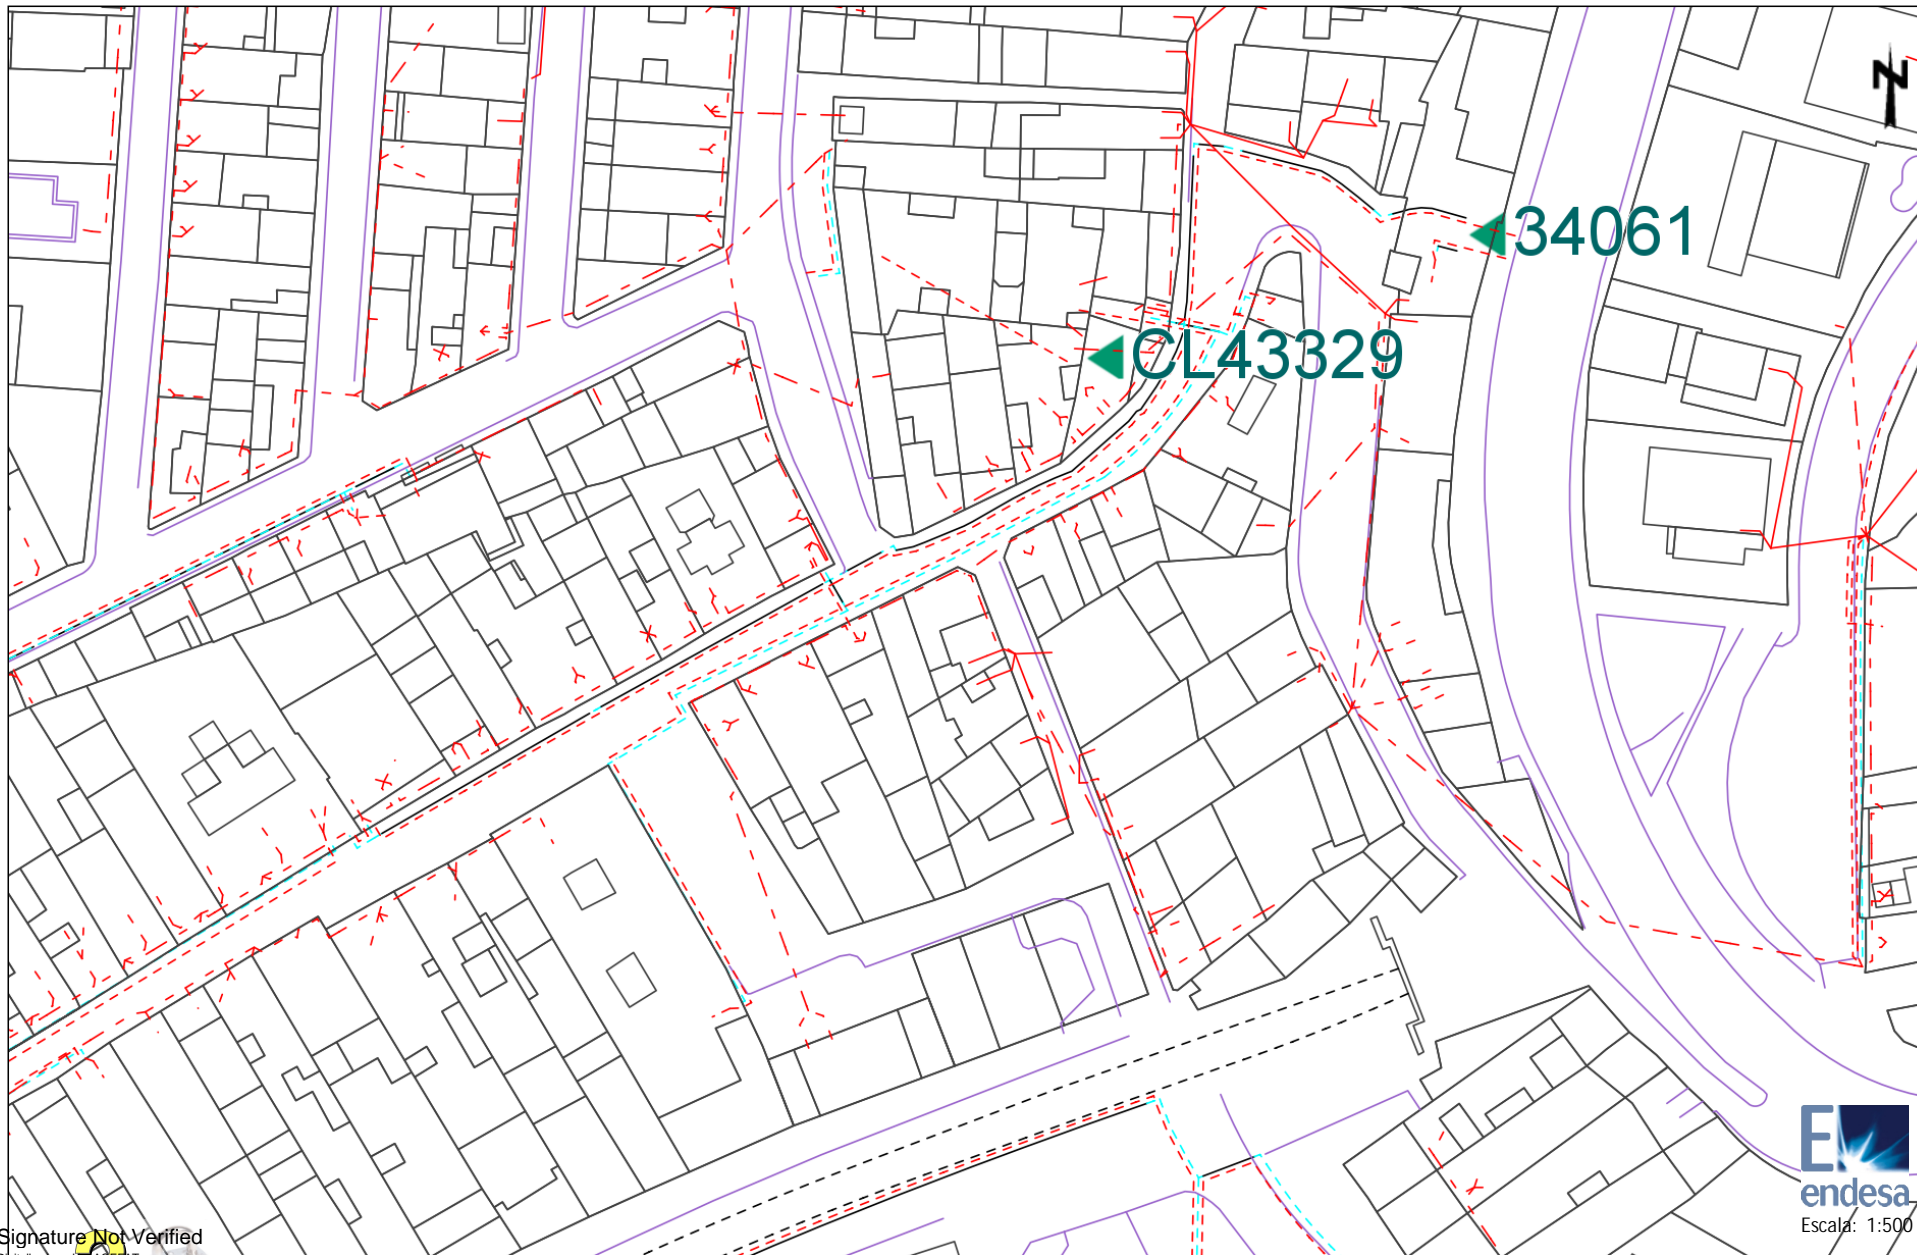 N
34061
CL43329
endesa
Escala: 1:500
Signature Not Verified